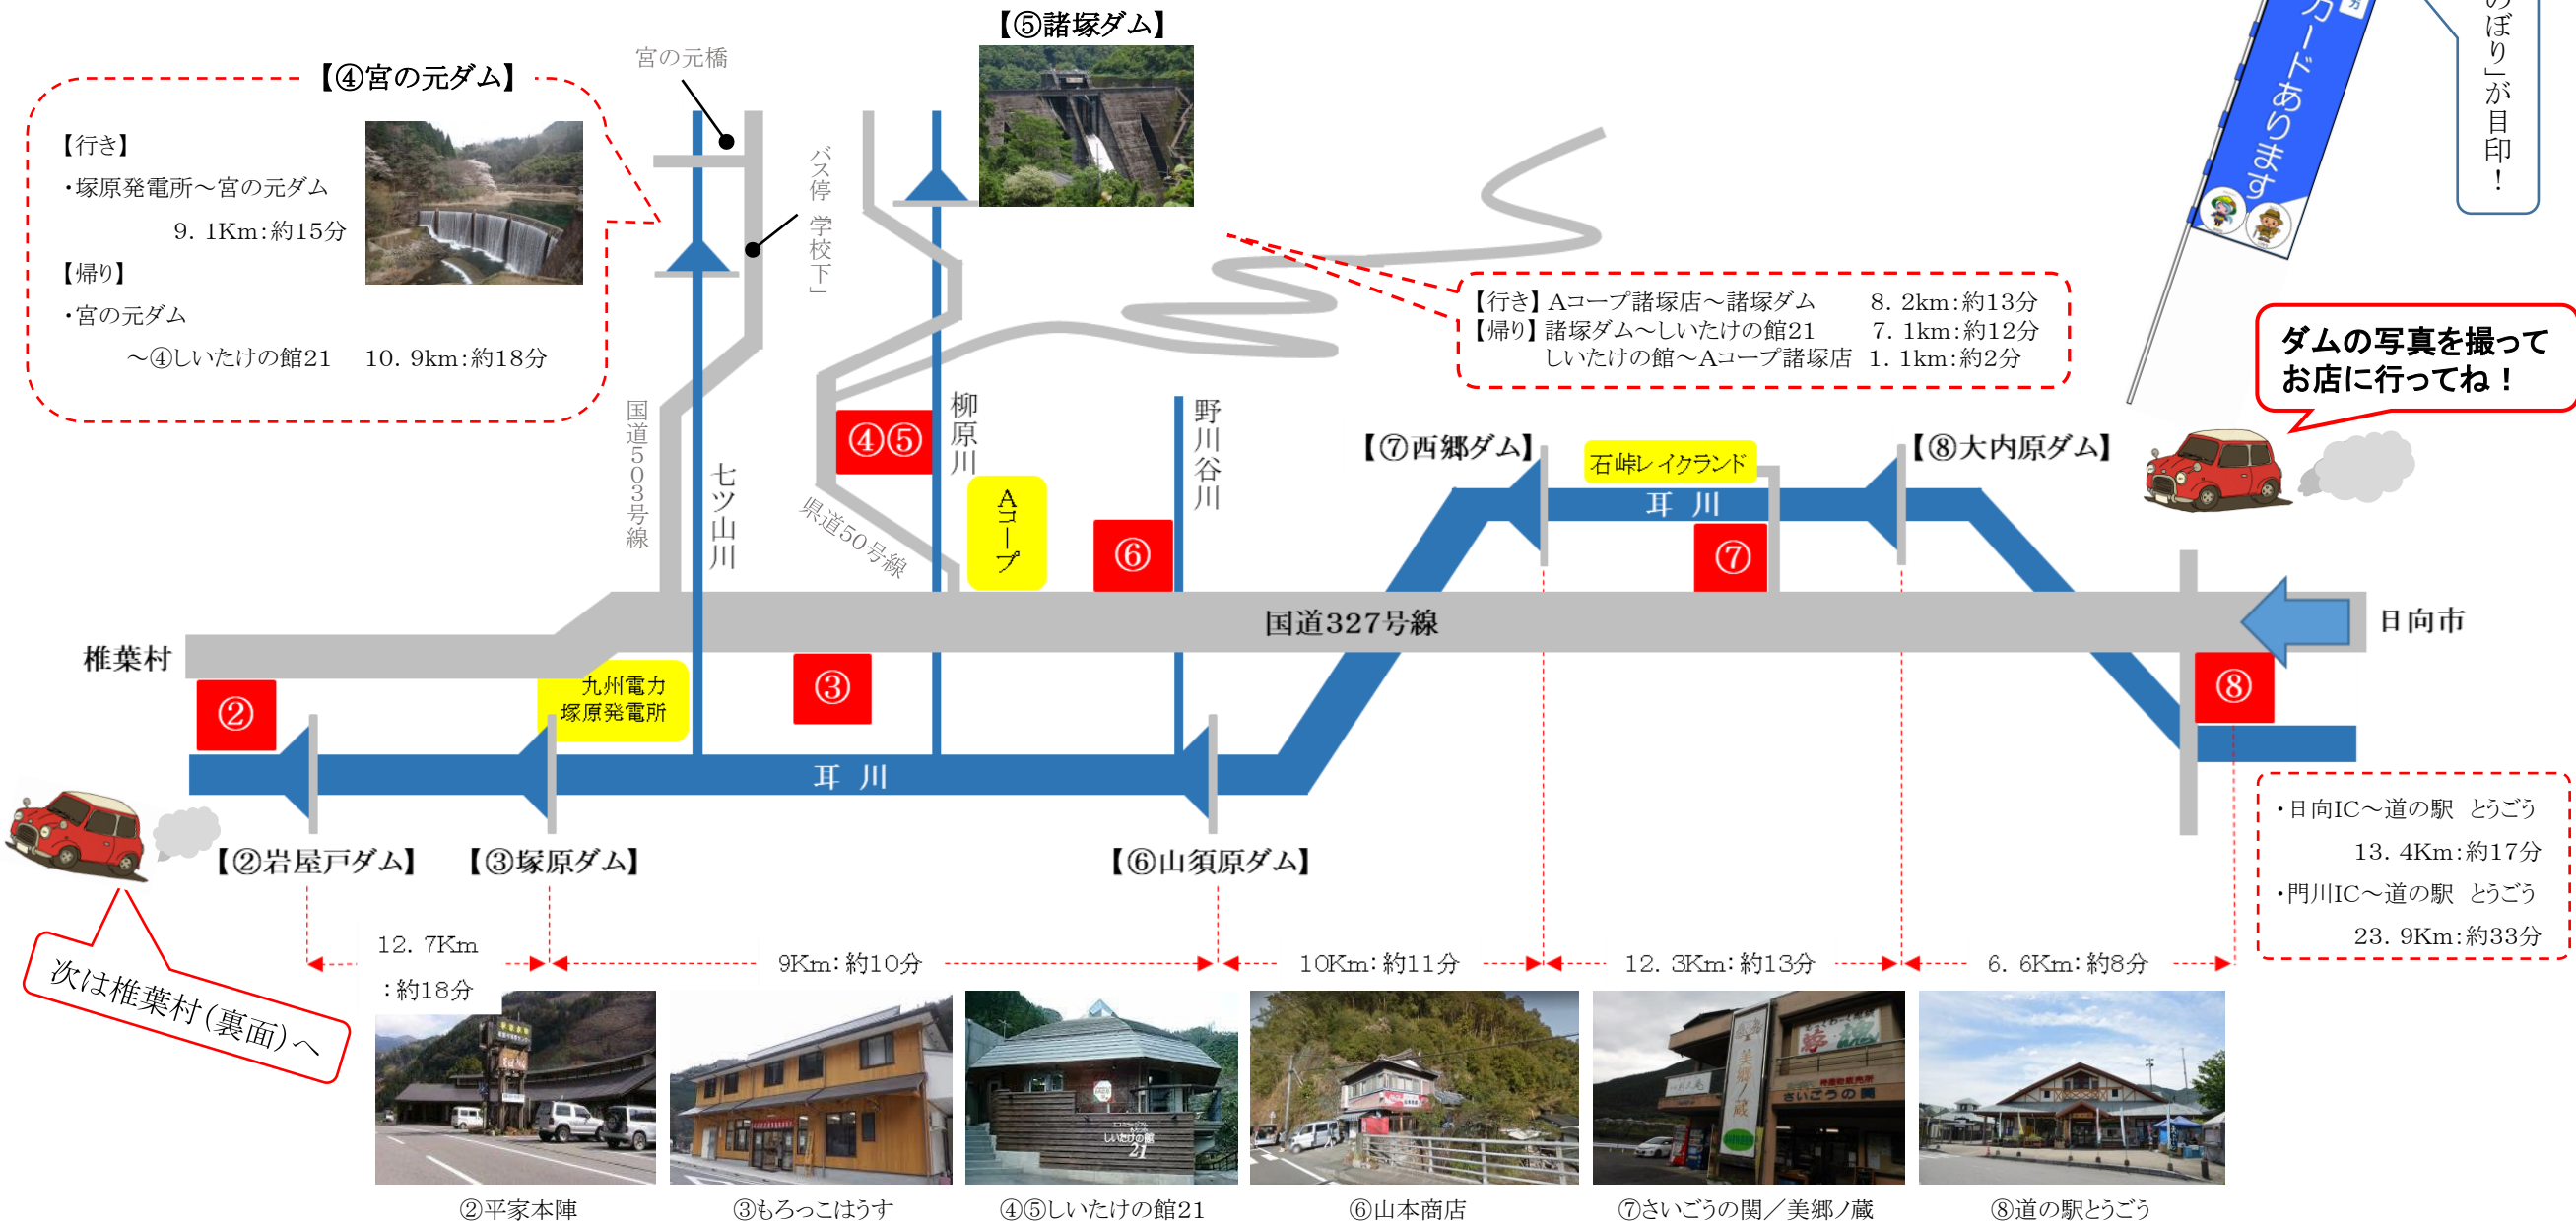 【⑤諸塚ダム】
宮の元橋
【④宮の元ダム】
【行き】
・塚原発電所～宮の元ダム
9.1Km:約15分
【帰り】
・宮の元ダム
～④しいたけの館21　10.9km:約18分
バス停　学校下」
のぼり」が目印！
カードあります
【行き】Aコープ諸塚店～諸塚ダム　8.2km:約13分
【帰り】諸塚ダム～しいたけの館21　7.1km:約12分
しいたけの館～Aコープ諸塚店　1.1km:約2分
ダムの写真を撮って
お店に行ってね！
国道503号線
七ツ山川
④⑤
柳原川
県道50号線
Aコープ
野川谷川
⑥
【⑦西郷ダム】
石峠レイクランド
耳川
⑦
【⑧大内原ダム】
国道327号線
日向市
椎葉村
②
九州電力
塚原発電所
③
⑧
耳 川
【②岩屋戸ダム】
【③塚原ダム】
【⑥山須原ダム】
・日向IC～道の駅　とうごう
13.4Km:約17分
・門川IC～道の駅　とうごう
23.9Km:約33分
次は椎葉村（裏面）へ
12.7Km
:約18分
9Km:約10分
10Km:約11分
12.3Km:約13分
6.6Km:約8分
しいたけの館
21
美郷ノ蔵
さいごうの関
②平家本陣
③もろっこはうす
④⑤しいたけの館21
⑥山本商店
⑦さいごうの関／美郷ノ蔵
⑧道の駅とうごう